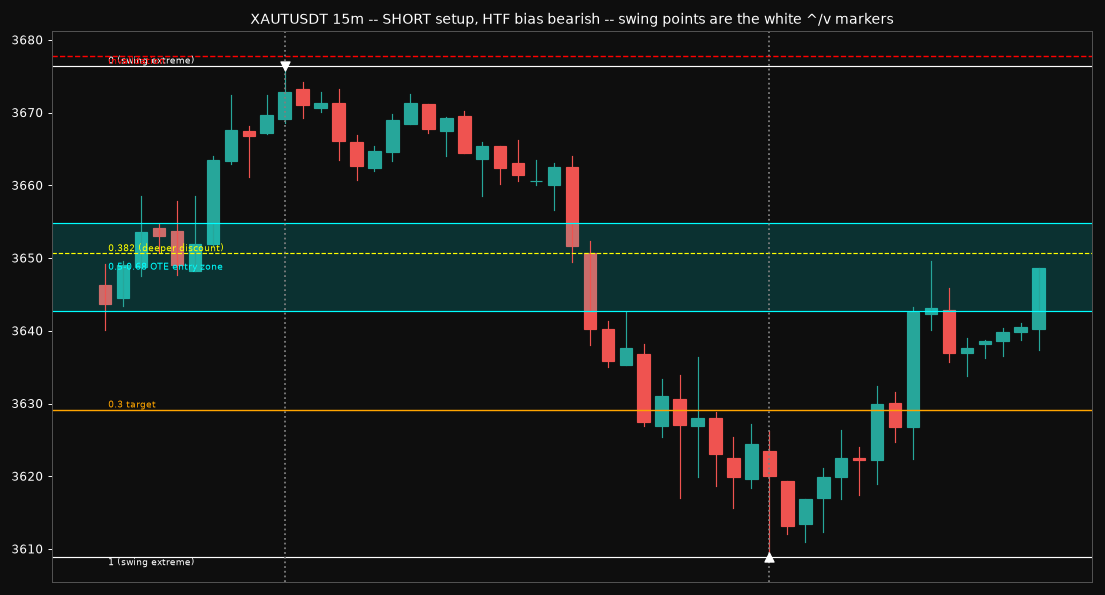 XAUTUSDT 15m -- SHORT setup, HTF bias bearish -- swing points are the white ^/v markers
3680
0 (swing extreme)
3670
3660
0.382 (deeper discount)
3650
0.5-0.68 OTE entry zone
3640
3630
0.3 target
3620
3610
1 (swing extreme)